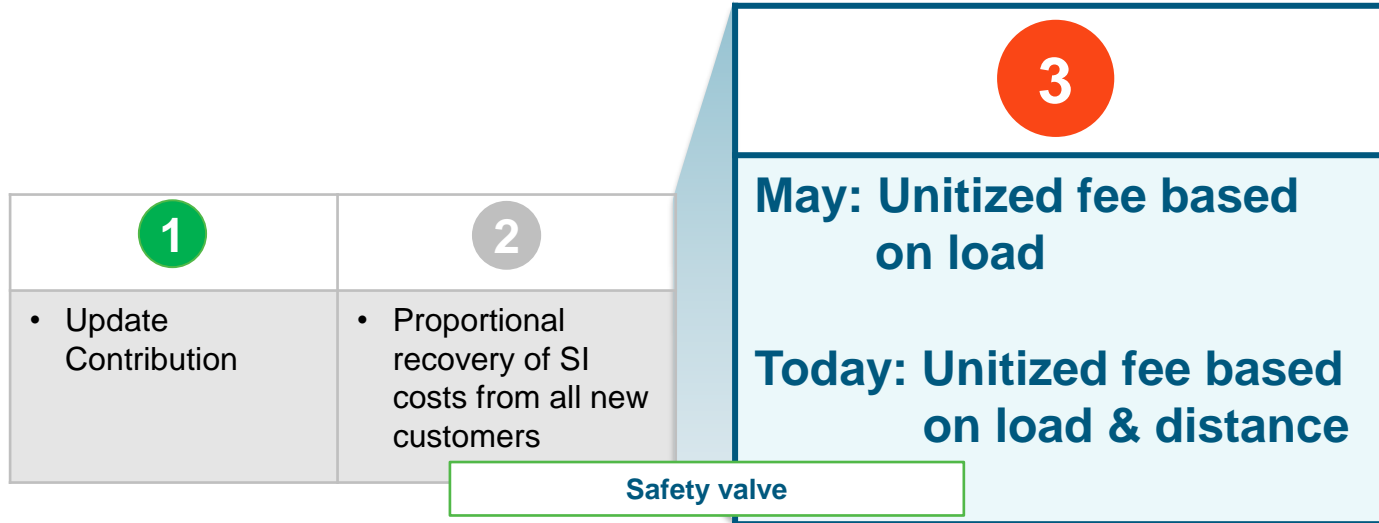 1
• Update
Contribution
2
• Proportional
recovery of SI
costs from all new
customers
3
May: Unitized fee based
on load
Today: Unitized fee based
on load & distance
Safety valve